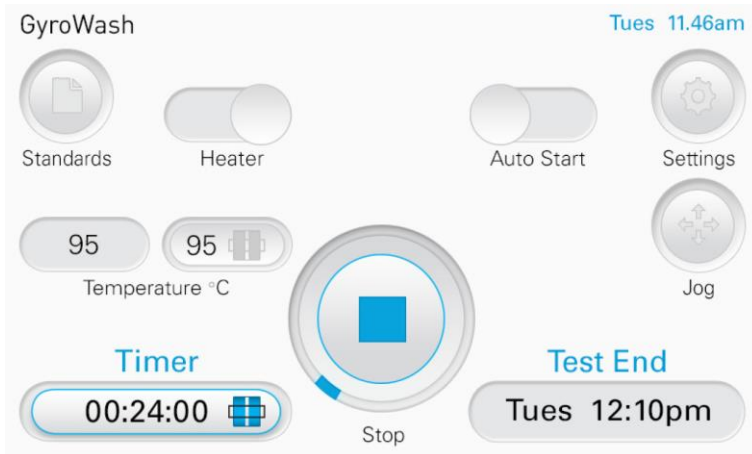 GyroWash
Tues 11.46am
Standards
Heater
Auto Start
Settings
95
95
Temperature °C
Jog
Timer
Test End
00:24:00
Tues 12:10pm
Stop